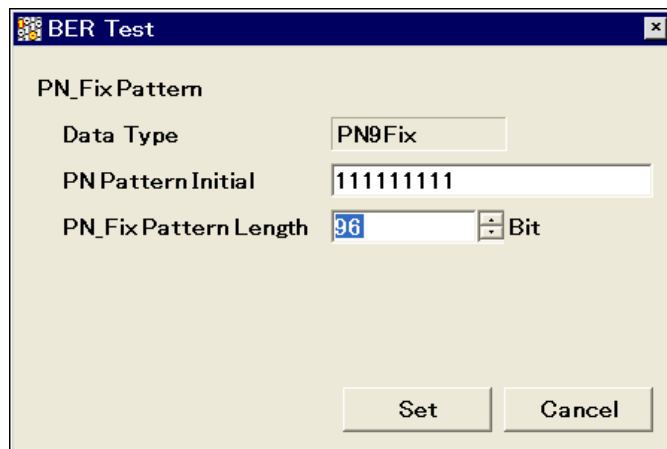 BER Test
PN_Fix Pattern
Data Type PN9Fix
PN Pattern Initial 111111111
PN_Fix Pattern Length 96 Bit
Set Cancel